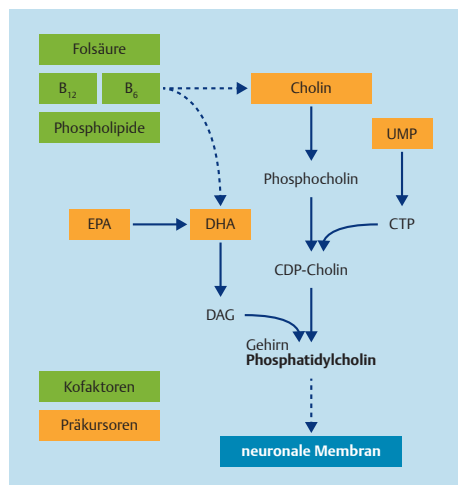 Folsäure
B12 B6
Phospholipide
Cholin
UMP
Phosphocholin
EPA
DHA
CTP
CDP-Cholin
DAG
Gehirn
Phosphatidylcholin
Kofaktoren
Präkursoren
neuronale Membran